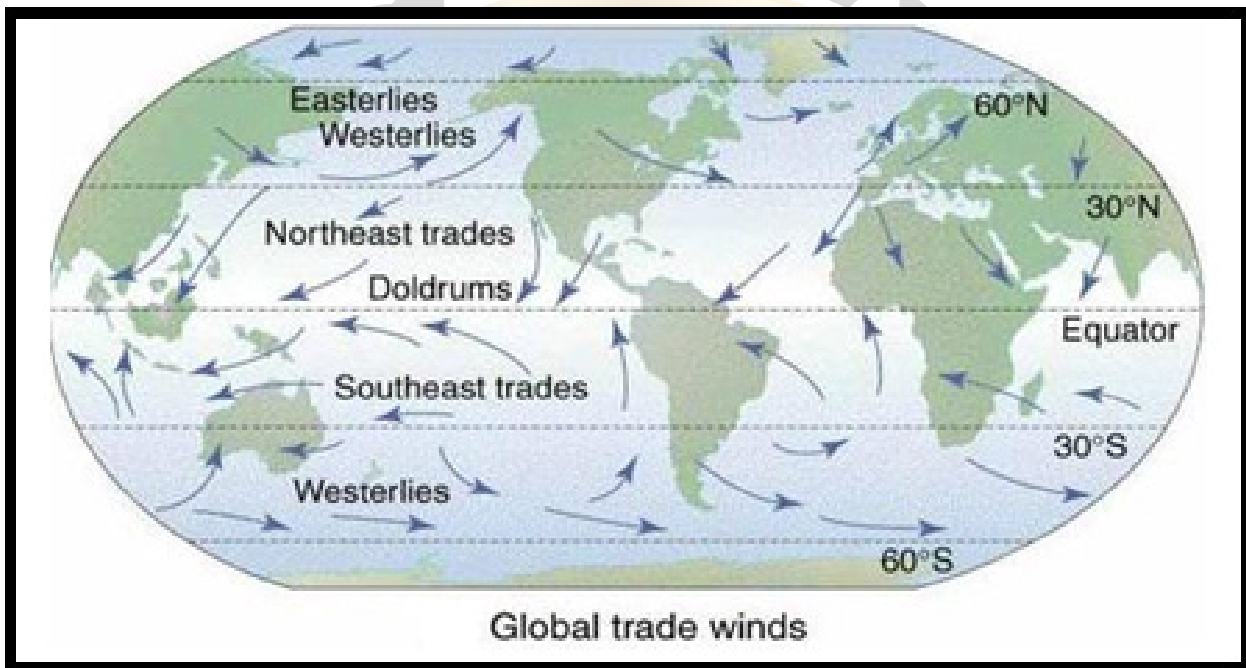 Easterlies
60°N
Westerlies
30°N
Northeast trades
Doldrums
Equator
Southeast trades
30°S
Westerlies
60°S
Global trade winds